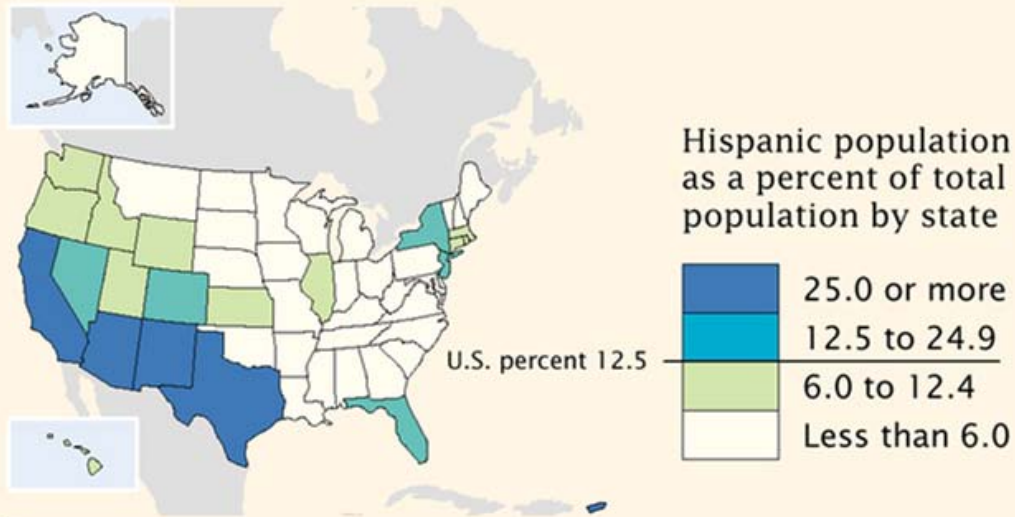 Hispanic population
as a percent of total
population by state
25.0 or more
12.5 to 24.9
U.S. percent 12.5
6.0 to 12.4
Less than 6.0